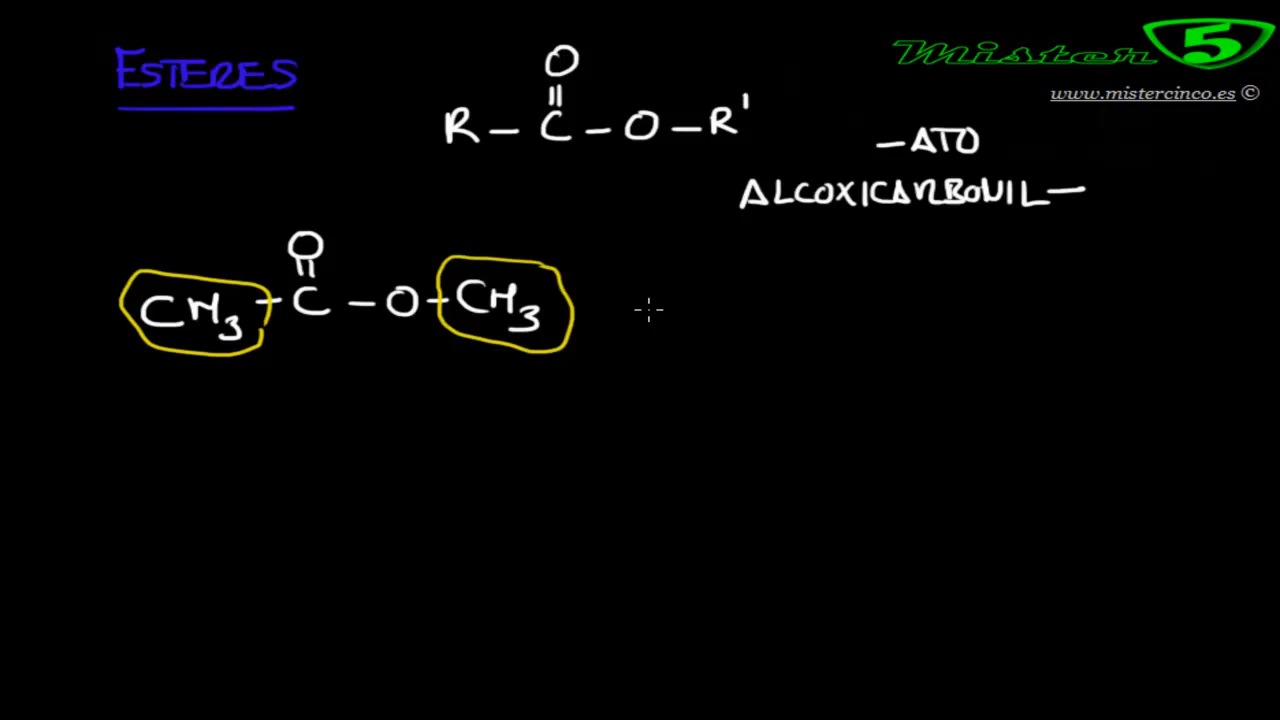 ESTERES
Mister 5
www.mistercinco.es ©
O
||
R – C – O – R'
– ATO
ALCOXICARBONIL –
O
||
CH3 – C – O – CH3